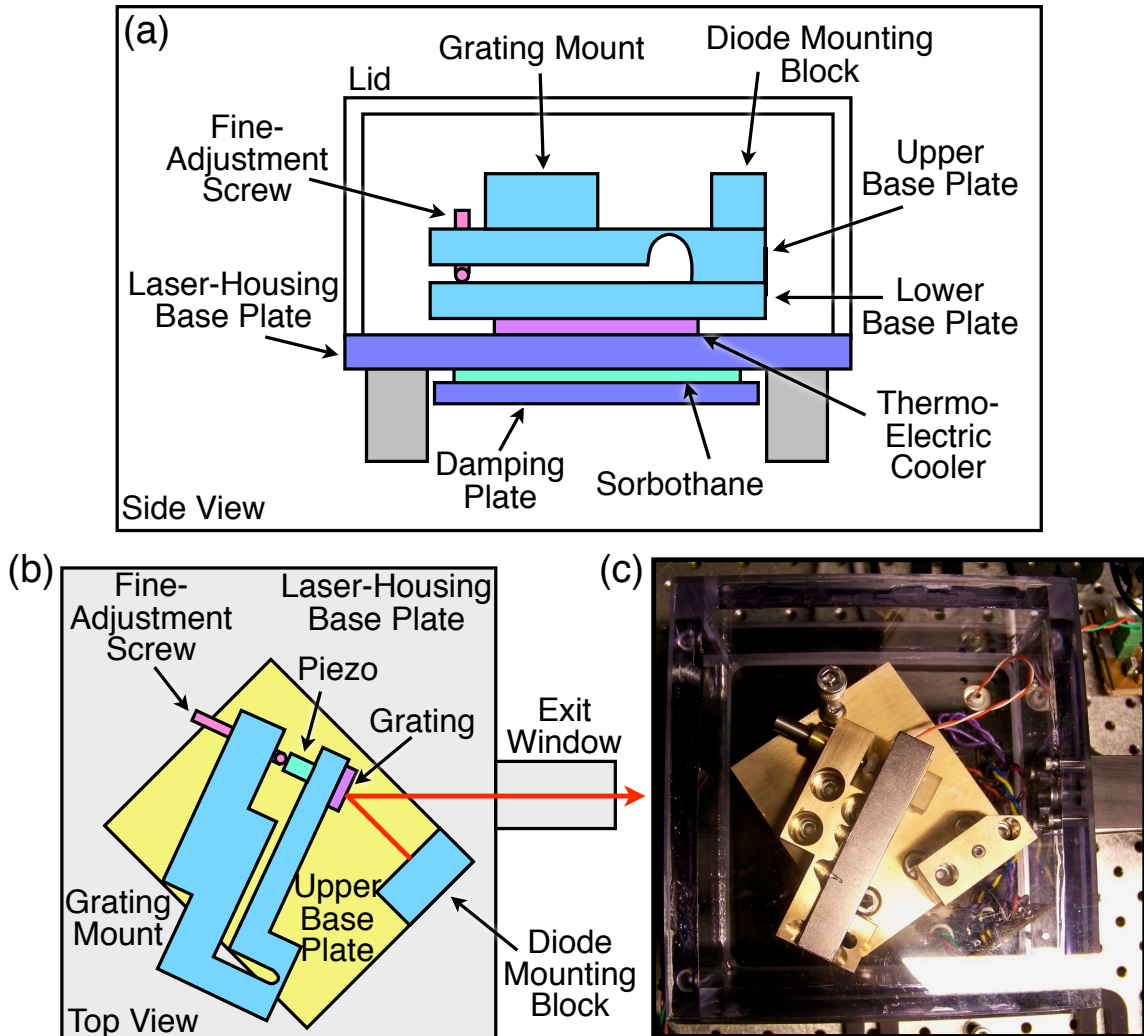 (a)
Grating Mount
Diode Mounting
Block
Lid
Fine-
Adjustment
Screw
Upper
Base Plate
Laser-Housing
Base Plate
Lower
Base Plate
Thermo-
Electric
Cooler
Damping
Plate
Sorbothane
Side View
(b)
Fine-
Adjustment
Screw
Laser-Housing
Base Plate
Piezo
Grating
Exit
Window
Grating
Mount
Upper
Base
Plate
Diode
Mounting
Block
Top View
(c)